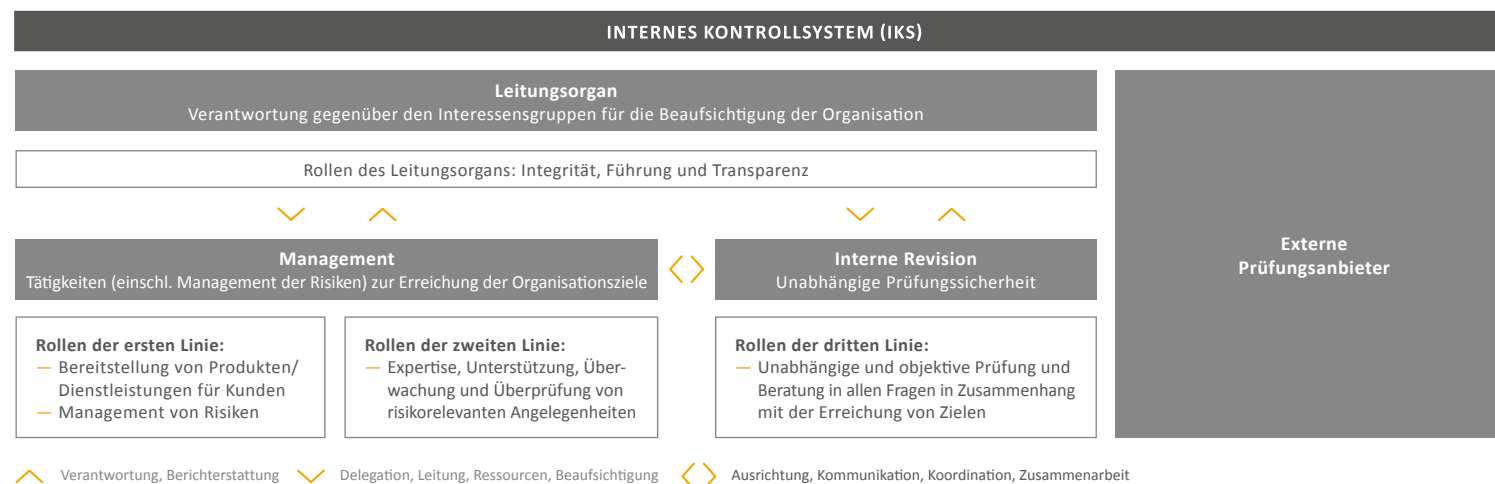 INTERNES KONTROLLSYSTEM (IKS)
Leitungsorgan
Verantwortung gegenüber den Interessensgruppen für die Beaufsichtigung der Organisation
Rollen des Leitungsorgans: Integrität, Führung und Transparenz
Management
Tätigkeiten (einschl. Management der Risiken) zur Erreichung der Organisationsziele
Interne Revision
Unabhängige Prüfungssicherheit
Externe
Prüfungsanbieter
Rollen der ersten Linie:
— Bereitstellung von Produkten/
Dienstleistungen für Kunden
— Management von Risiken
Rollen der zweiten Linie:
— Expertise, Unterstützung, Über-
wachung und Überprüfung von
risikorelevanten Angelegenheiten
Rollen der dritten Linie:
— Unabhängige und objektive Prüfung und
Beratung in allen Fragen in Zusammenhang
mit der Erreichung von Zielen
Verantwortung, Berichterstattung
Delegation, Leitung, Ressourcen, Beaufsichtigung
Ausrichtung, Kommunikation, Koordination, Zusammenarbeit